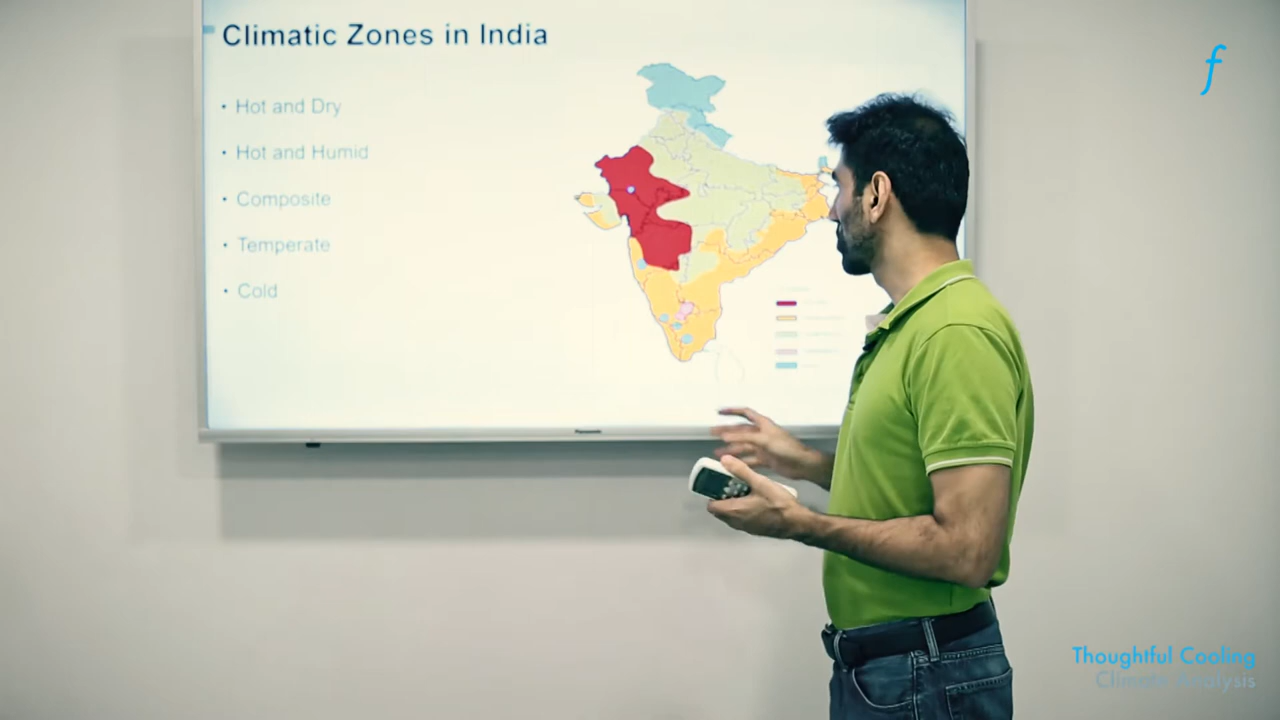 Climatic Zones in India
• Hot and Dry
• Hot and Humid
• Composite
• Temperate
• Cold
f
Thoughtful Cooling
Climate Analysis